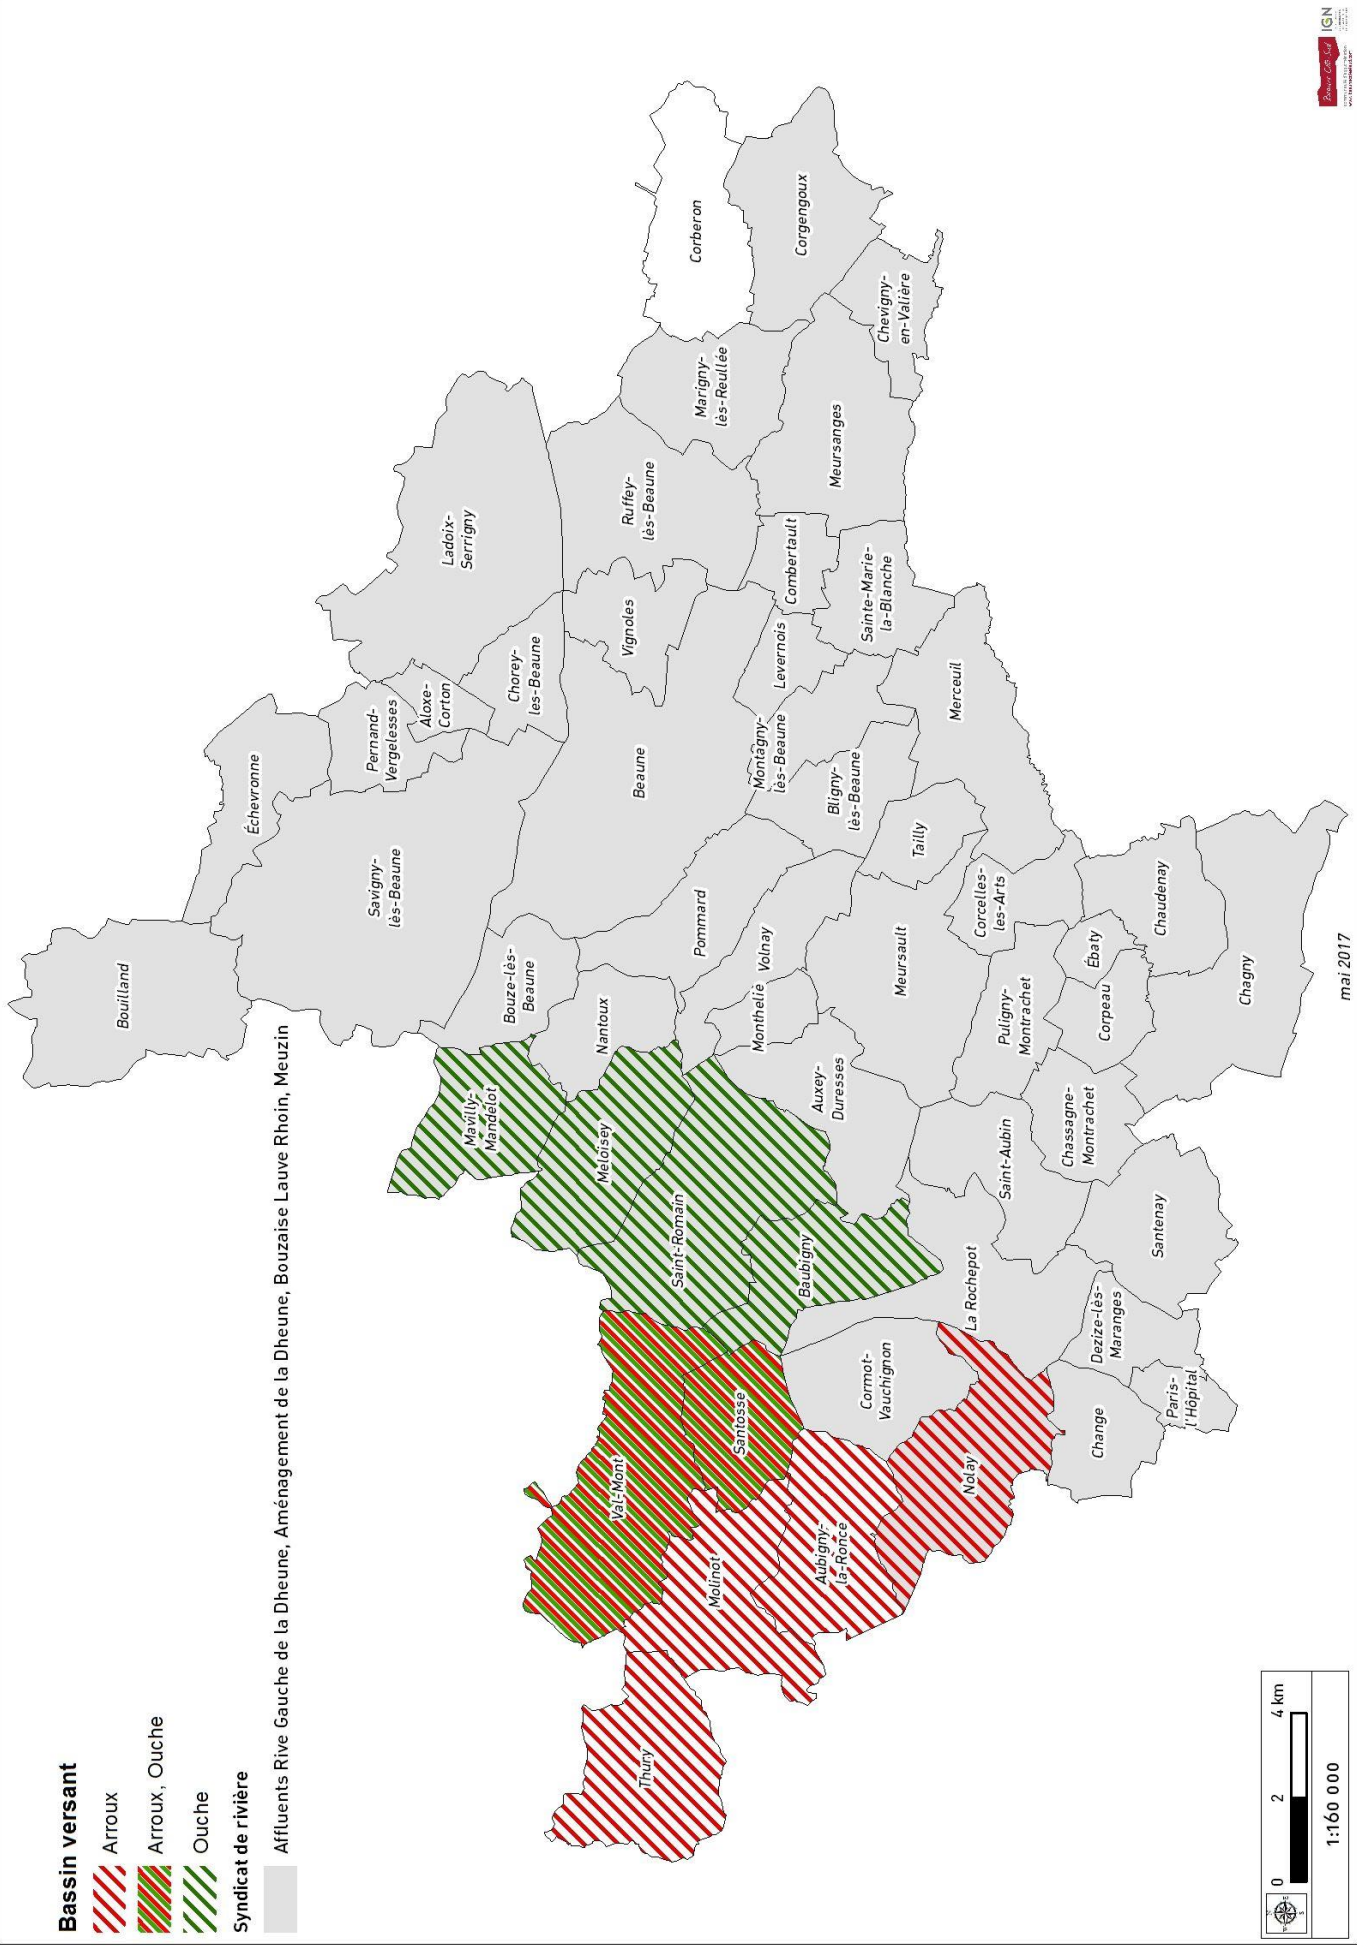 Bassin versant
Arroux
Arroux, Ouche
Ouche
Syndicat de rivière
Affluents Rive Gauche de la Dheune, Aménagement de la Dheune, Bouzaise Lauve Rhoin, Meuzin
Bouilland
Échevronne
Savigny-
lès-Beaune
Pernand-
Vergelesses
Aloxe-
Corton
Ladoix-
Serrigny
Chorey-
les-Beaune
Mavilly-
Mandelot
Bouze-lès-
Beaune
Meloisey
Nantoux
Beaune
Vignoles
Ruffey-
lès-Beaune
Thury
Val-Mont
Saint-Romain
Pommard
Marigny-
lès-Reullée
Corberon
Molinot
Santosse
Baubigny
Monthelie
Volnay
Montagny-
lès-Beaune
Levernois
Combertault
Corgengoux
Aubigny-
la-Ronce
Auxey-
Duresses
Bligny-
lès-Beaune
Meursanges
Cormot-
Vauchignon
Meursault
Tailly
Sainte-Marie-
la-Blanche
Chevigny-
en-Valière
Nolay
La Rochepot
Saint-Aubin
Puligny-
Montrachet
Corcelles-
les-Arts
Merceuil
Change
Dezize-lès-
Maranges
Chassagne-
Montrachet
Corpeau
Ébaty
Paris-
l'Hôpital
Santenay
Chaudenay
Chagny
0 2 4 km
1:160 000
mai 2017
Beaune Côte & Sud
IGN